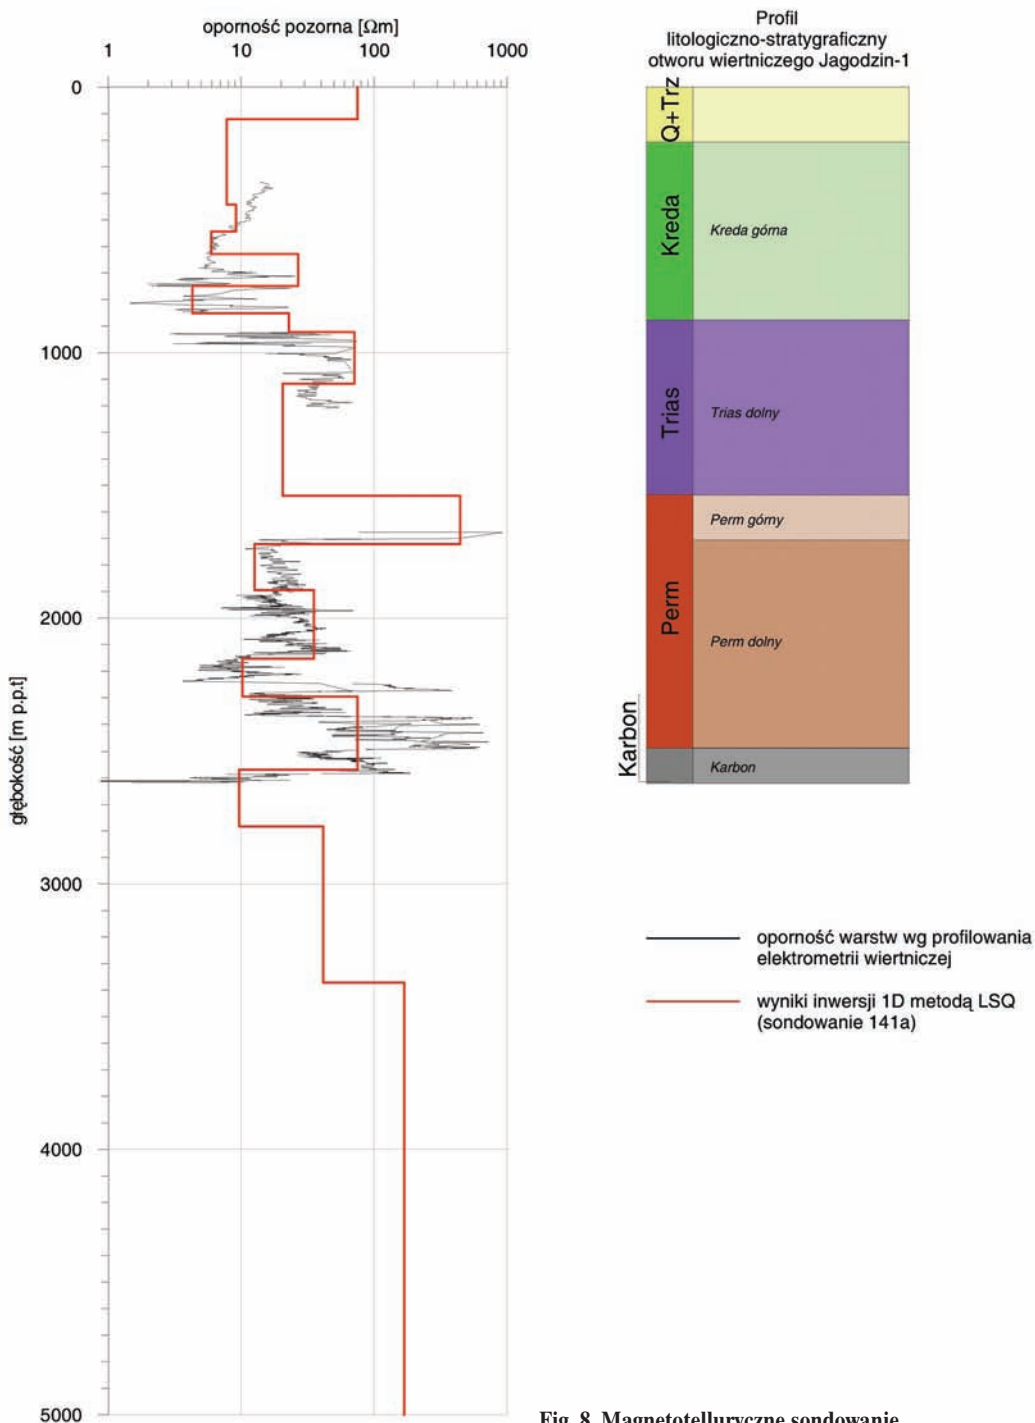 oporność pozorna [Ωm]
1
10
100
1000
0
1000
2000
3000
4000
5000
głębokość [m p.p.t]
Profil
litologiczno-stratygraficzny
otworu wiertniczego Jagodzin-1
Q+Trz
Kreda
Kreda górna
Trias
Trias dolny
Perm
Perm górny
Perm dolny
Karbon
Karbon
oporność warstw wg profilowania
elektrometrii wiertniczej
wyniki inwersji 1D metodą LSQ
(sondowanie 141a)
Fig. 8. Magnetotelluryczne sondowanie